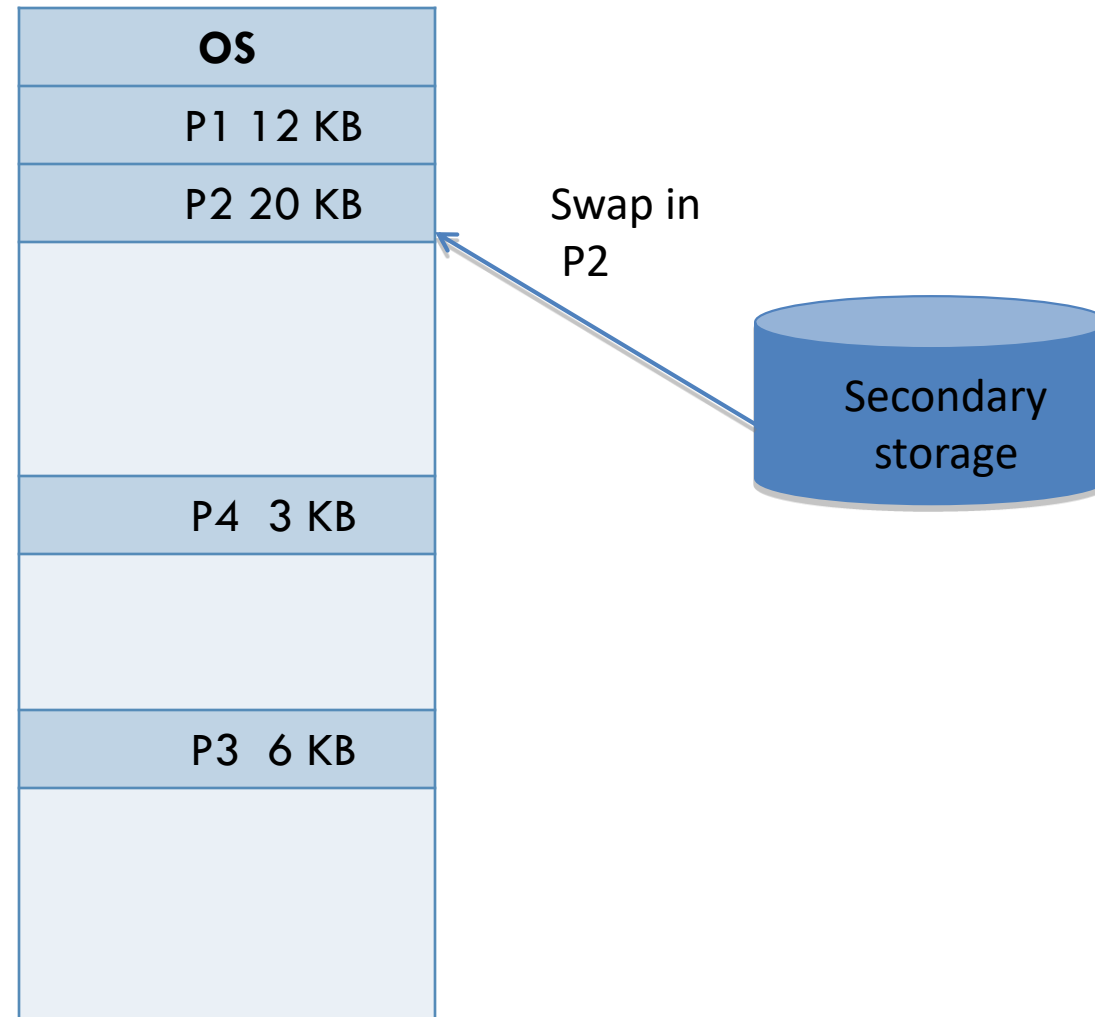 OS
P1 12 KB
P2 20 KB
Swap in
P2
Secondary
storage
P4 3 KB
P3 6 KB